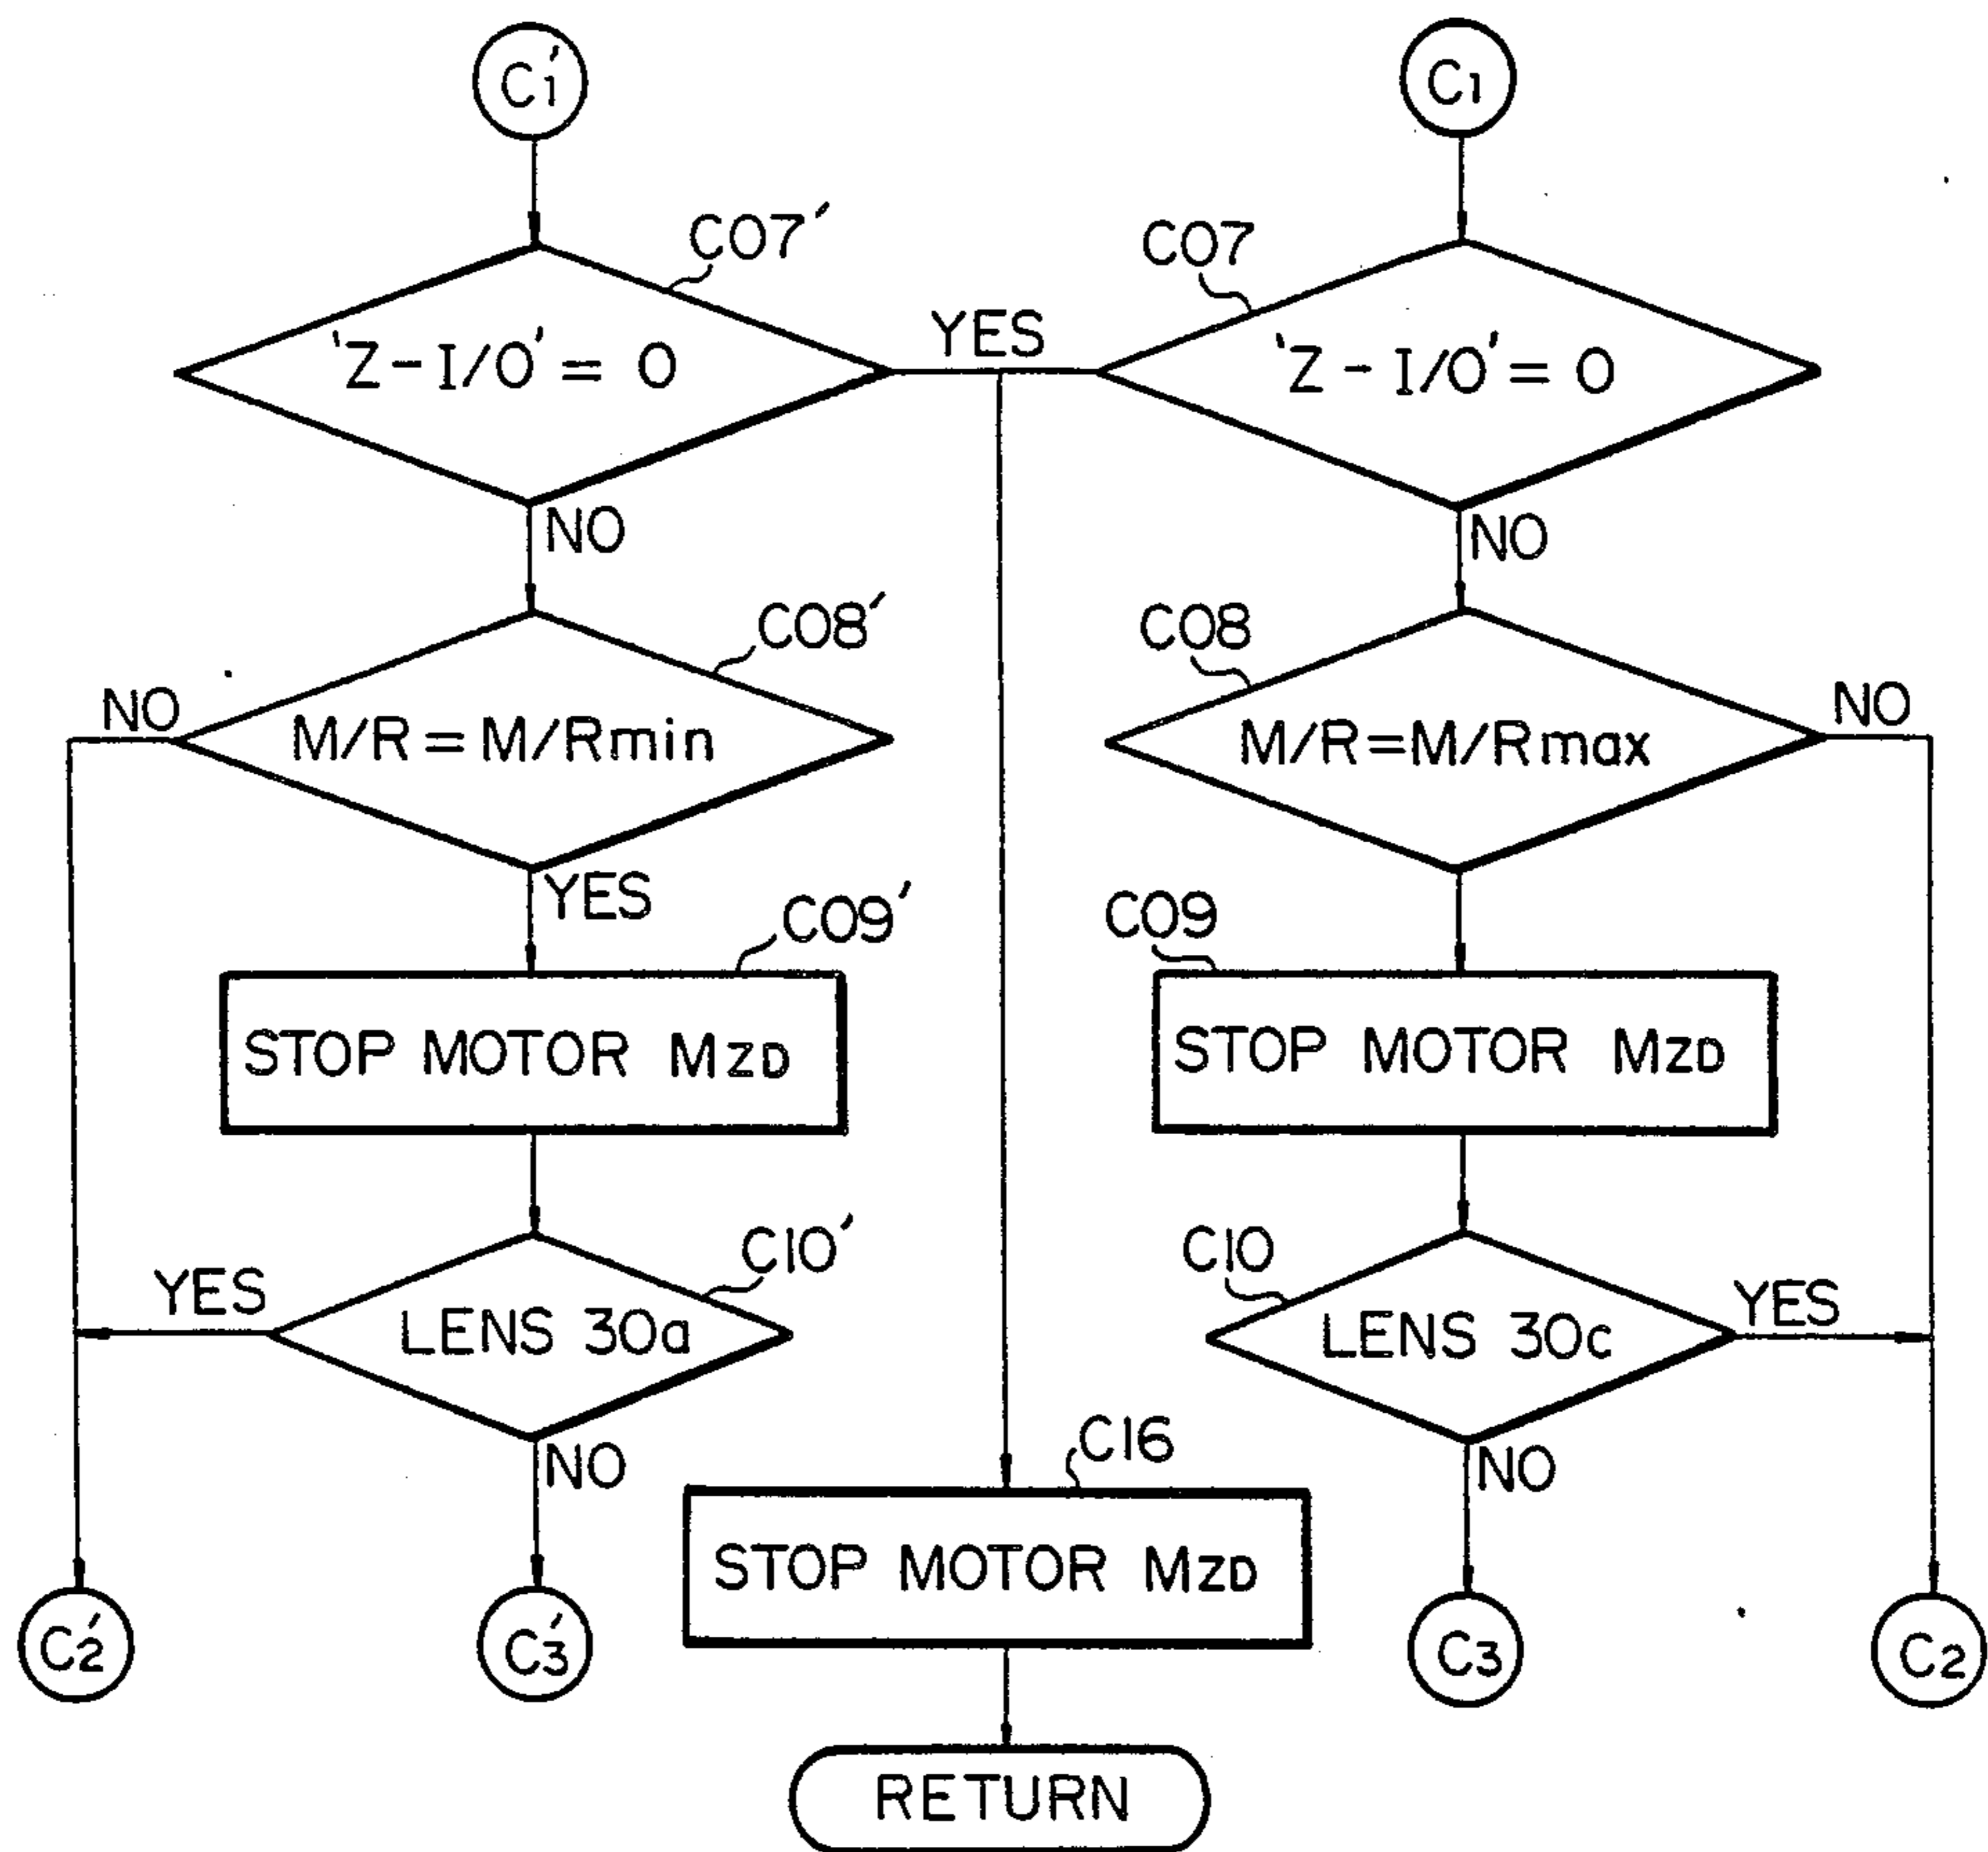 C1'
C1
C07'
C07
'Z-I/O' = 0
YES
'Z-I/O' = 0
NO
NO
C08'
C08
NO
M/R = M/Rmin
M/R = M/Rmax
NO
YES
C09'
C09
STOP MOTOR MZD
STOP MOTOR MZD
C10'
C10
YES
LENS 30a
LENS 30c
YES
NO
C16
NO
STOP MOTOR MZD
C2'
C3'
C3
C2
RETURN